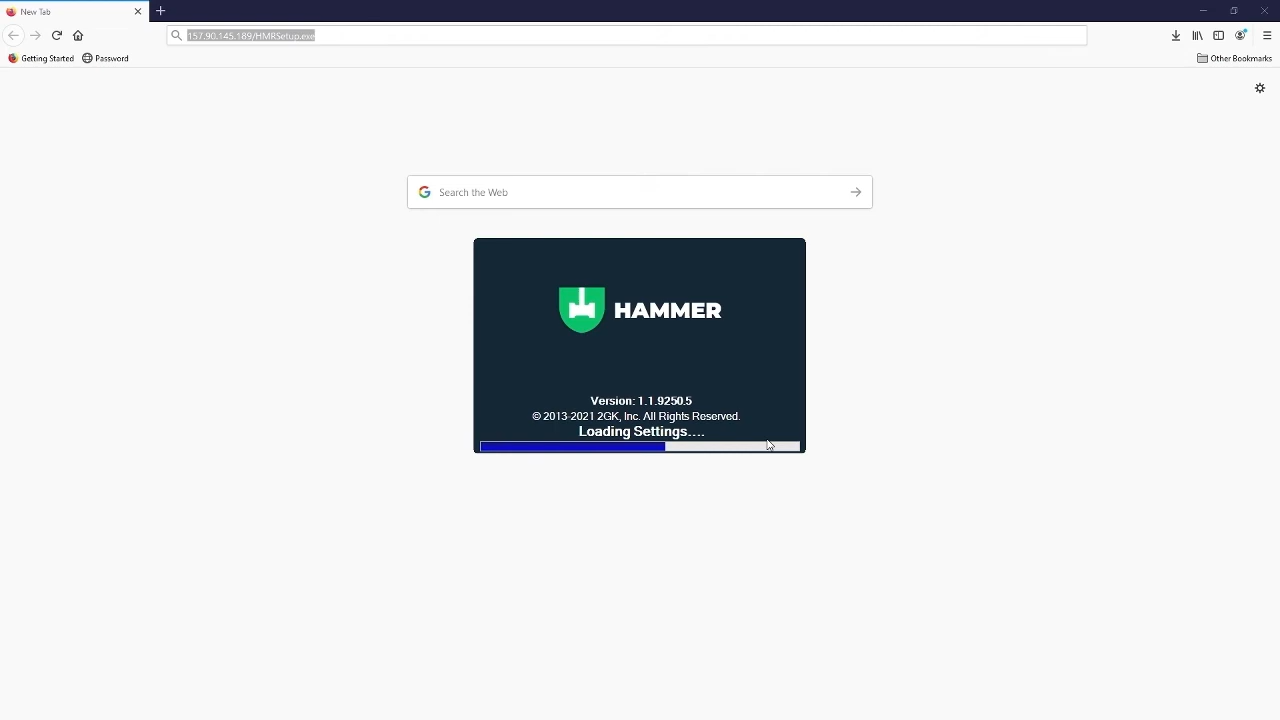 New Tab
157.90.145.189/HMRSetup.exe
Getting Started
Password
Other Bookmarks
Search the Web
HAMMER
Version: 1.1.9250.5
© 2013-2021 2GK, Inc. All Rights Reserved.
Loading Settings....